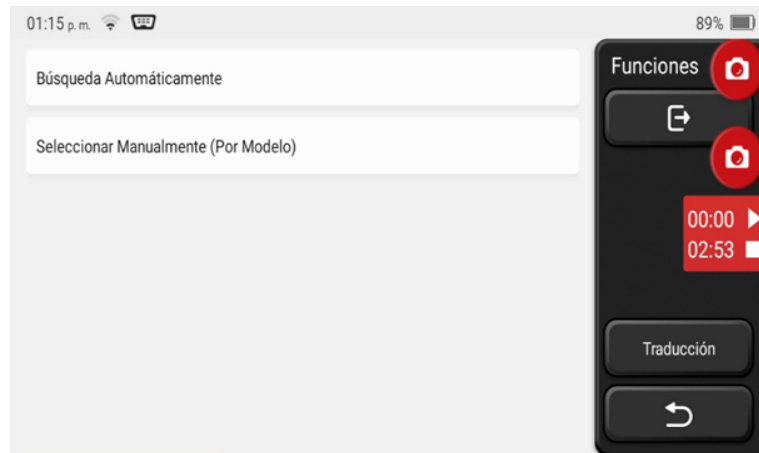 01:15 p. m.
89%
Búsqueda Automáticamente
Seleccionar Manualmente (Por Modelo)
Funciones
00:00
02:53
Traducción